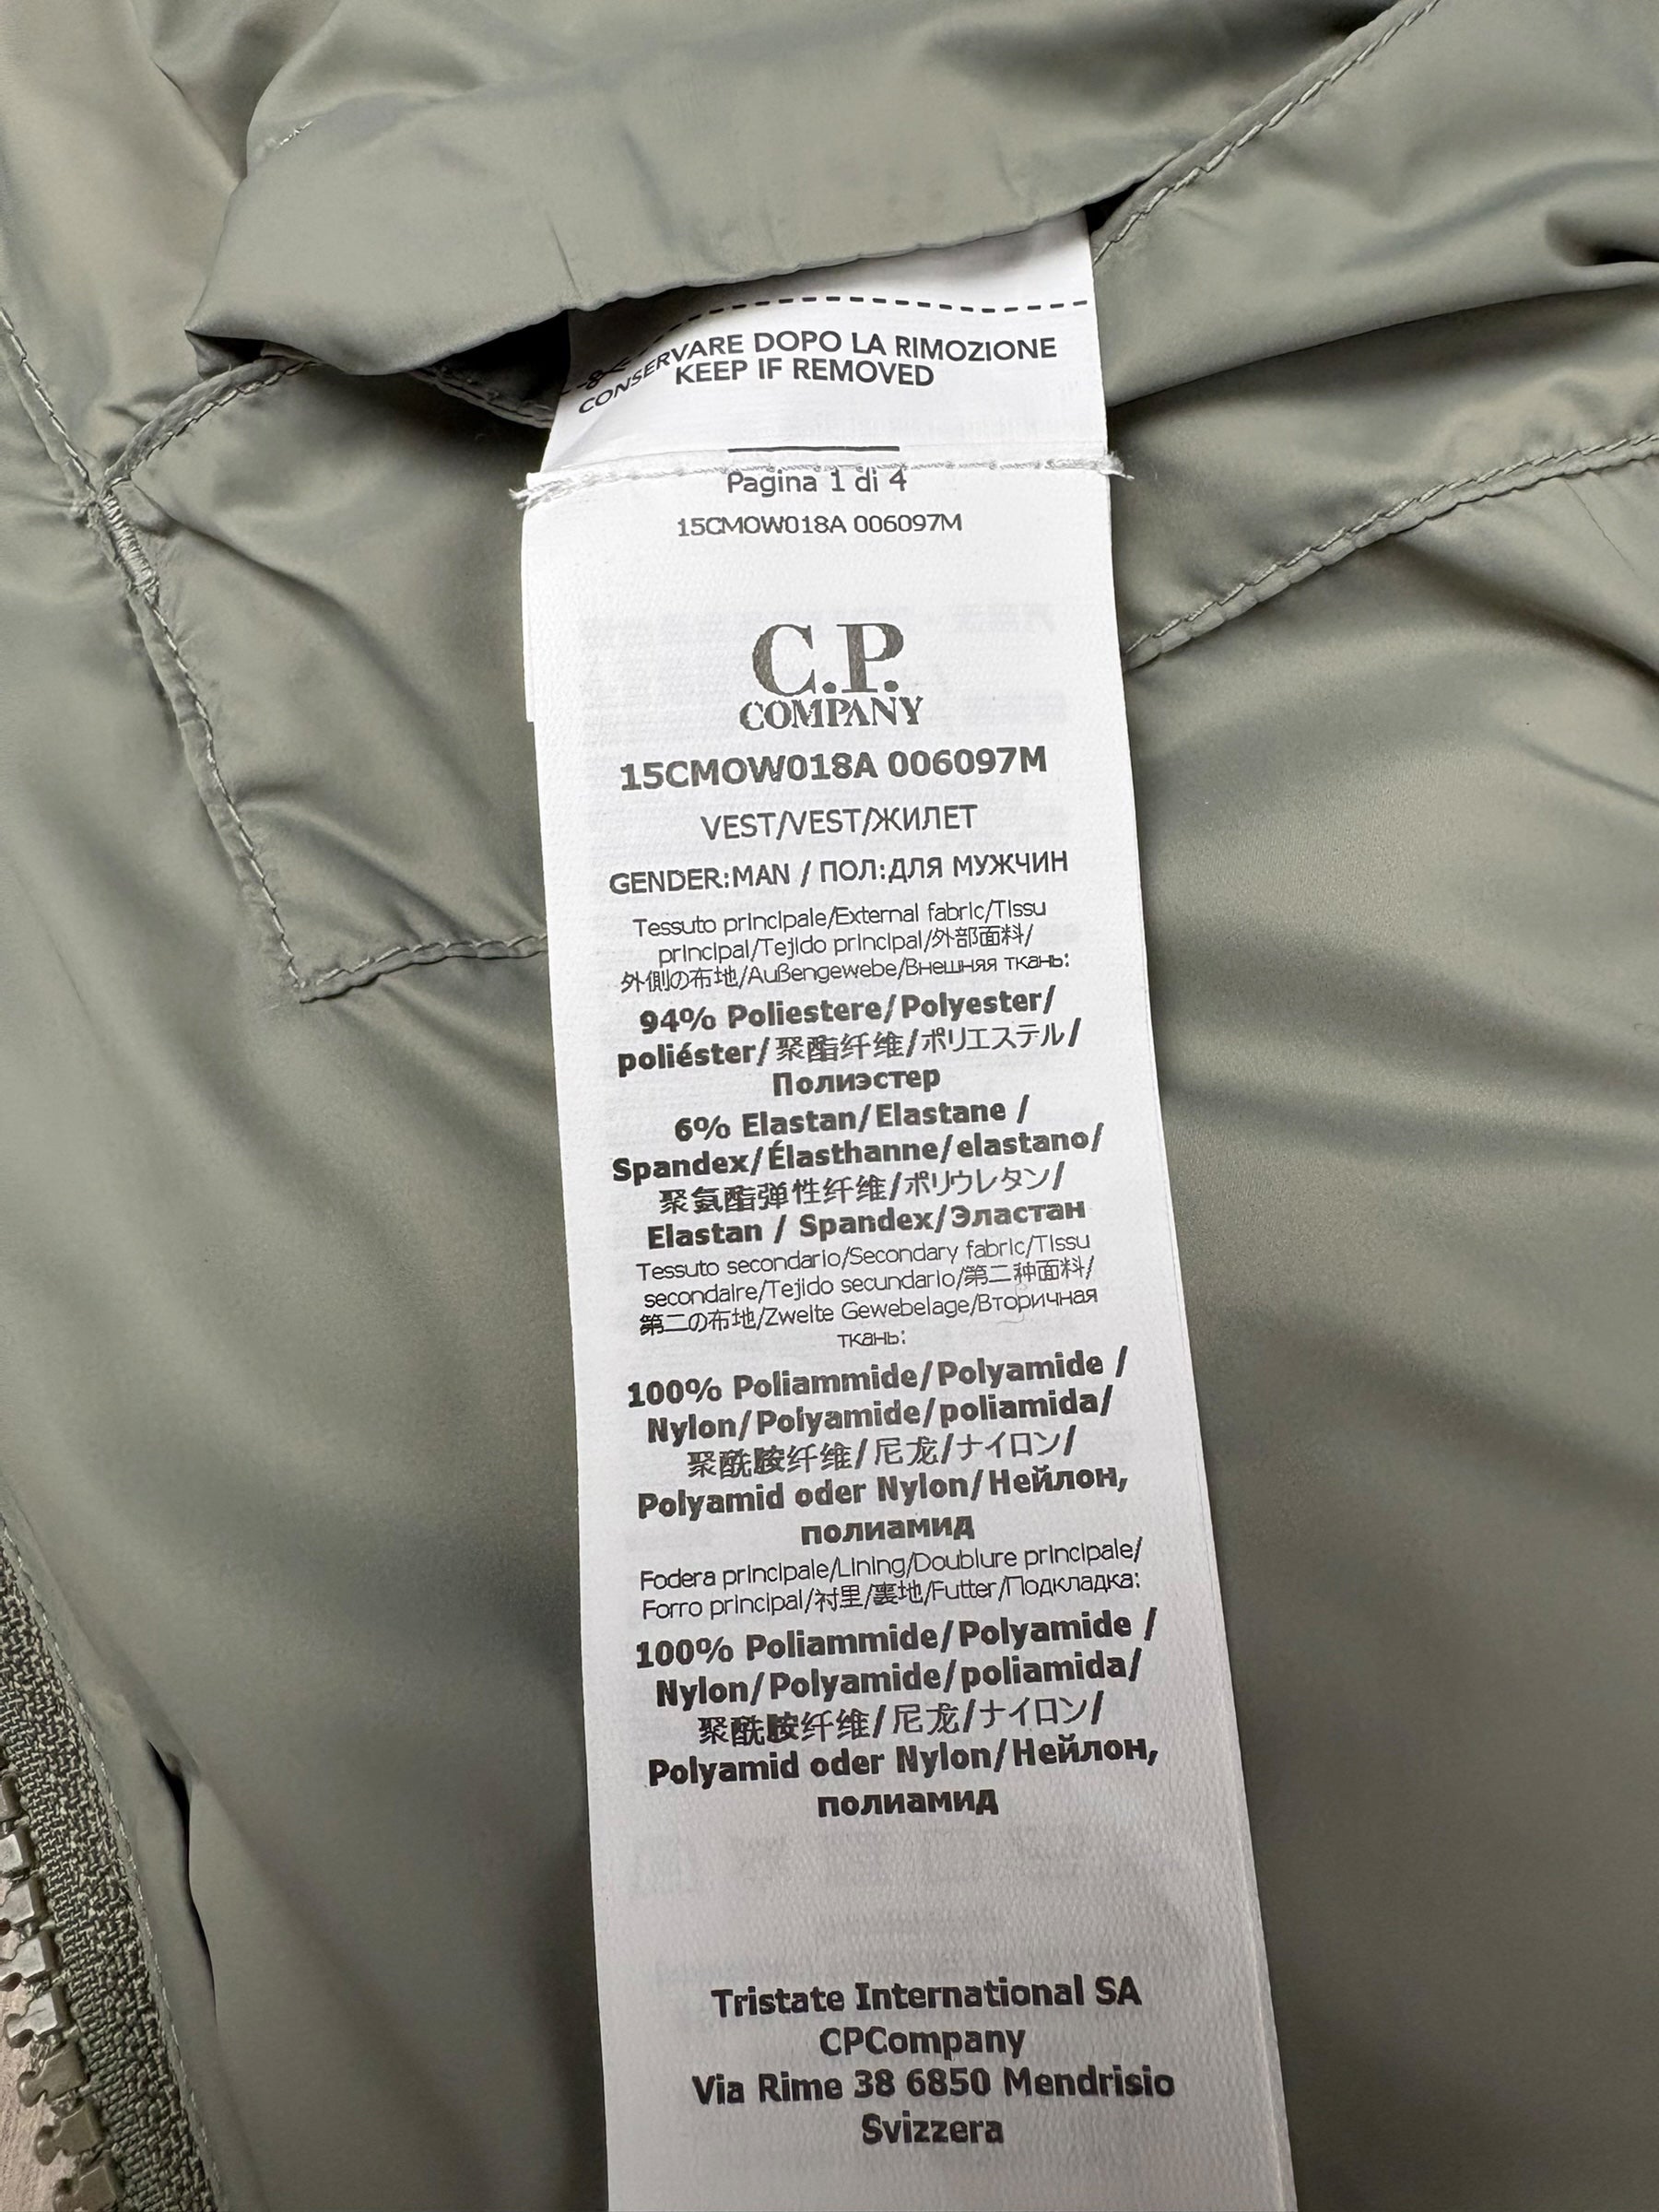 CONSERVARE DOPO LA RIMOZIONE
KEEP IF REMOVED
Pagina 1 di 4
15CMOW018A 006097M
C.P.
COMPANY
15CMOW018A 006097M
VEST/VEST/ЖИЛЕТ
GENDER:MAN / ПОЛ:ДЛЯ МУЖЧИН
Tessuto principale/External fabric/Tissu
principal/Tejido principal/外部面料/
外側の布地/Außengewebe/Внешняя ткань:
94% Poliestere/Polyester/
poliéster/聚酯纤维/ポリエステル/
Полиэстер
6% Elastan/Elastane /
Spandex/Élasthanne/elastano/
聚氨酯弹性纤维/ポリウレタン/
Elastan / Spandex/Эластан
Tessuto secondario/Secondary fabric/Tissu
secondaire/Tejido secundario/第二种面料/
第二の布地/Zweite Gewebelage/Вторичная
ткань:
100% Poliammide/Polyamide /
Nylon/Polyamide/poliamida/
聚酰胺纤维/尼龙/ナイロン/
Polyamid oder Nylon/Нейлон,
полиамид
Fodera principale/Lining/Doublure principale/
Forro principal/衬里/裏地/Futter/Подкладка:
100% Poliammide/Polyamide /
Nylon/Polyamide/poliamida/
聚酰胺纤维/尼龙/ナイロン/
Polyamid oder Nylon/Нейлон,
полиамид
Tristate International SA
CPCompany
Via Rime 38 6850 Mendrisio
Svizzera